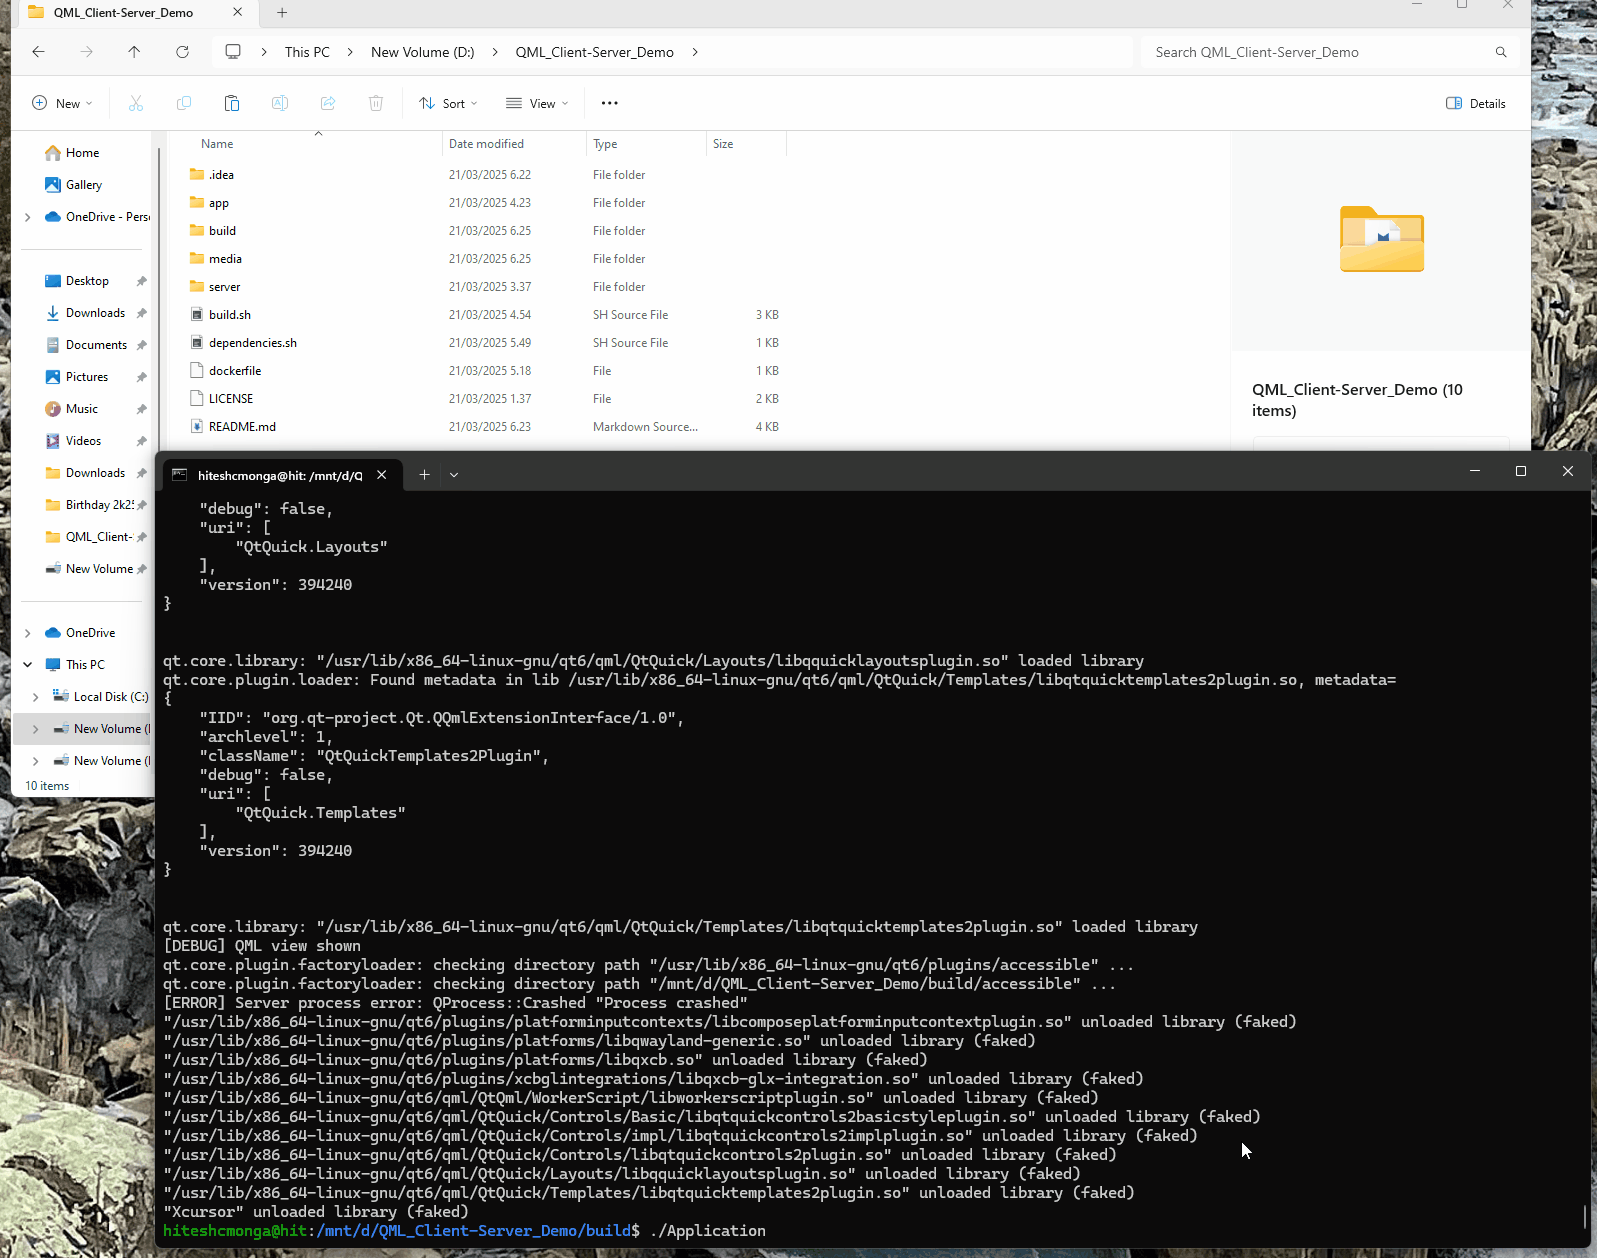 QML_Client-Server_Demo
This PC
New Volume (D:)
QML_Client-Server_Demo
Search QML_Client-Server_Demo
New
Sort
View
Details
Name Date modified Type Size
.idea 21/03/2025 6.22 File folder
app 21/03/2025 4.23 File folder
build 21/03/2025 6.25 File folder
media 21/03/2025 6.25 File folder
server 21/03/2025 3.37 File folder
build.sh 21/03/2025 4.54 SH Source File 3 KB
dependencies.sh 21/03/2025 5.49 SH Source File 1 KB
dockerfile 21/03/2025 5.18 File 1 KB
LICENSE 21/03/2025 1.37 File 2 KB
README.md 21/03/2025 6.23 Markdown Source... 4 KB
Home
Gallery
OneDrive - Perso
Desktop
Downloads
Documents
Pictures
Music
Videos
Downloads
Birthday 2k25
QML_Client-
New Volume
OneDrive
This PC
Local Disk (C:)
New Volume (
New Volume (
10 items
QML_Client-Server_Demo (10
items)
hiteshcmonga@hit: /mnt/d/Q
"debug": false,
"uri": [
"QtQuick.Layouts"
],
"version": 394240
}
qt.core.library: "/usr/lib/x86_64-linux-gnu/qt6/qml/QtQuick/Layouts/libqquicklayoutsplugin.so" loaded library
qt.core.plugin.loader: Found metadata in lib /usr/lib/x86_64-linux-gnu/qt6/qml/QtQuick/Templates/libqtquicktemplates2plugin.so, metadata=
{
"IID": "org.qt-project.Qt.QQmlExtensionInterface/1.0",
"archlevel": 1,
"className": "QtQuickTemplates2Plugin",
"debug": false,
"uri": [
"QtQuick.Templates"
],
"version": 394240
}
qt.core.library: "/usr/lib/x86_64-linux-gnu/qt6/qml/QtQuick/Templates/libqtquicktemplates2plugin.so" loaded library
[DEBUG] QML view shown
qt.core.plugin.factoryloader: checking directory path "/usr/lib/x86_64-linux-gnu/qt6/plugins/accessible" ...
qt.core.plugin.factoryloader: checking directory path "/mnt/d/QML_Client-Server_Demo/build/accessible" ...
[ERROR] Server process error: QProcess::Crashed "Process crashed"
"/usr/lib/x86_64-linux-gnu/qt6/plugins/platforminputcontexts/libcomposeplatforminputcontextplugin.so" unloaded library (faked)
"/usr/lib/x86_64-linux-gnu/qt6/plugins/platforms/libqwayland-generic.so" unloaded library (faked)
"/usr/lib/x86_64-linux-gnu/qt6/plugins/platforms/libqxcb.so" unloaded library (faked)
"/usr/lib/x86_64-linux-gnu/qt6/plugins/xcbglintegrations/libqxcb-glx-integration.so" unloaded library (faked)
"/usr/lib/x86_64-linux-gnu/qt6/qml/QtQml/WorkerScript/libworkerscriptplugin.so" unloaded library (faked)
"/usr/lib/x86_64-linux-gnu/qt6/qml/QtQuick/Controls/Basic/libqtquickcontrols2basicstyleplugin.so" unloaded library (faked)
"/usr/lib/x86_64-linux-gnu/qt6/qml/QtQuick/Controls/impl/libqtquickcontrols2implplugin.so" unloaded library (faked)
"/usr/lib/x86_64-linux-gnu/qt6/qml/QtQuick/Controls/libqtquickcontrols2plugin.so" unloaded library (faked)
"/usr/lib/x86_64-linux-gnu/qt6/qml/QtQuick/Layouts/libqquicklayoutsplugin.so" unloaded library (faked)
"/usr/lib/x86_64-linux-gnu/qt6/qml/QtQuick/Templates/libqtquicktemplates2plugin.so" unloaded library (faked)
"Xcursor" unloaded library (faked)
hiteshcmonga@hit:/mnt/d/QML_Client-Server_Demo/build$ ./Application